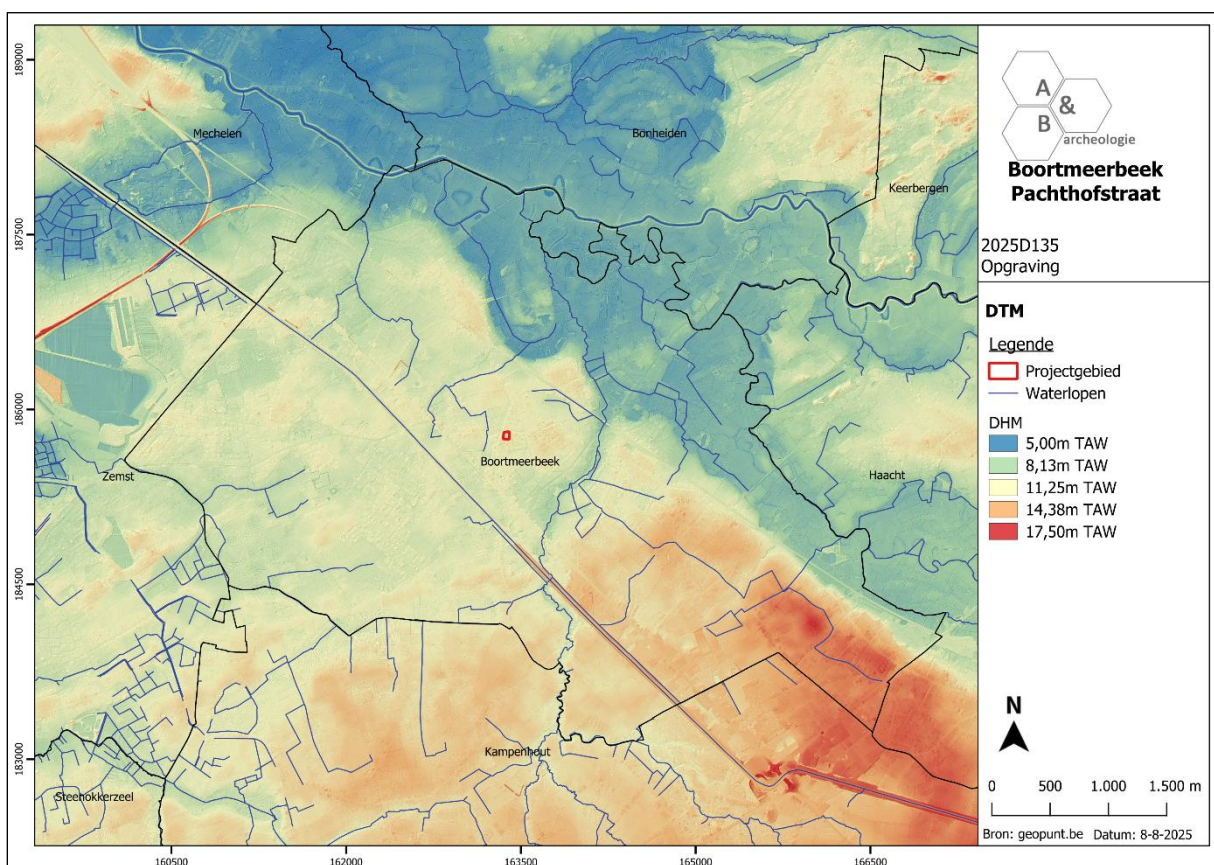 189000
187500
186000
184500
183000
160500
162000
163500
165000
166500
Mechelen
Bonheiden
Keerbergen
Zemst
Boortmeerbeek
Haacht
Kampenhout
Steenokkerzeel
A
&
B
archeologie
Boortmeerbeek
Pachthofstraat
2025D135
Opgraving
DTM
Legende
Projectgebied
Waterlopen
DHM
5,00m TAW
8,13m TAW
11,25m TAW
14,38m TAW
17,50m TAW
N
0 500 1.000 1.500 m
Bron: geopunt.be Datum: 8-8-2025